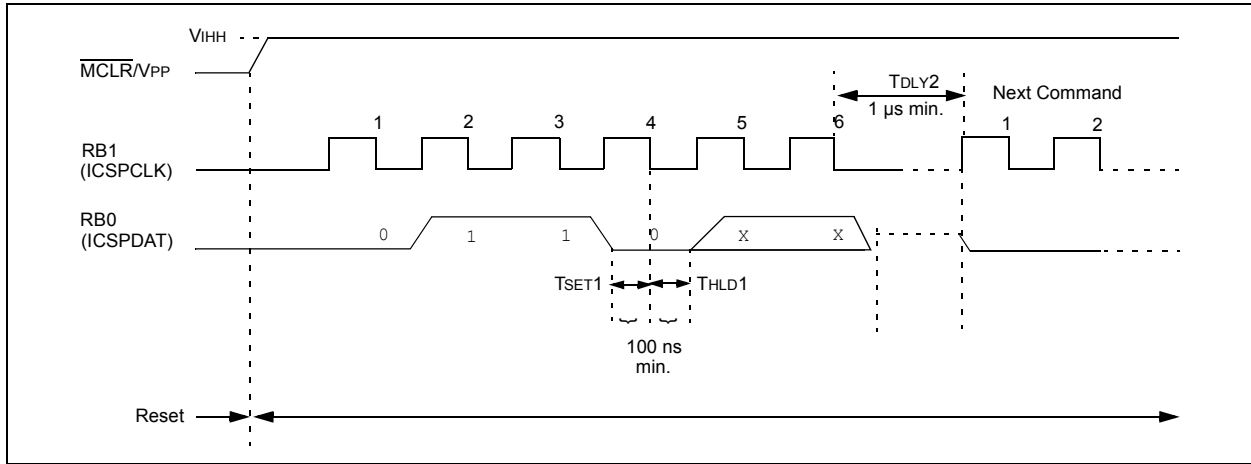 VIHH
MCLR/VPP
TDLY2
1 µs min.
Next Command
1 2 3 4 5 6 1 2
RB1
(ICSPCLK)
RB0
(ICSPDAT)
0 1 1 0 X X
TSET1 THLD1
100 ns
min.
Reset